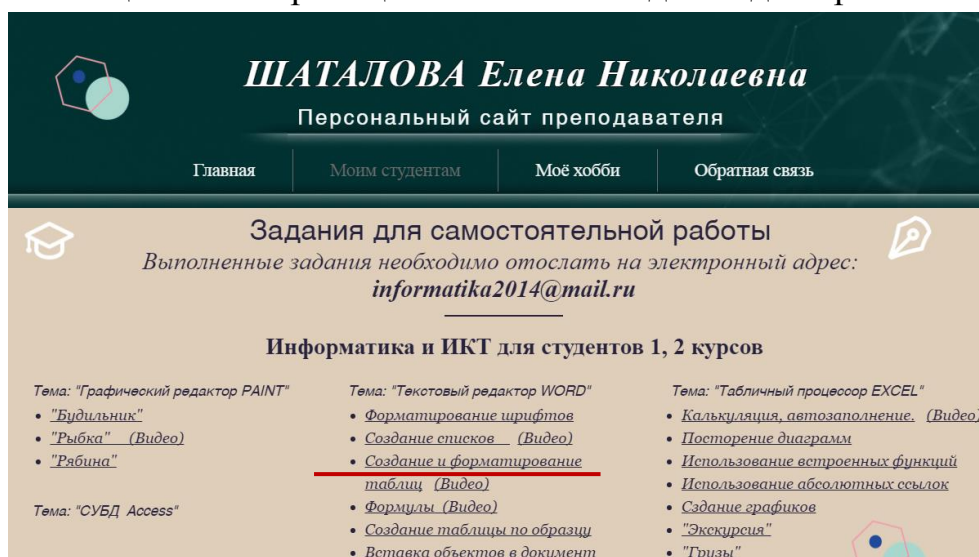 ШАТАЛОВА Елена Николаевна
Персональный сайт преподавателя
Главная
Моим студентам
Моё хобби
Обратная связь
Задания для самостоятельной работы
Выполненные задания необходимо отослать на электронный адрес:
informatika2014@mail.ru
Информатика и ИКТ для студентов 1, 2 курсов
Тема: "Графический редактор PAINT"
"Будильник"
"Рыбка" (Видео)
"Рябина"
Тема: "СУБД Access"
Тема: "Текстовый редактор WORD"
Форматирование шрифтов
Создание списков (Видео)
Создание и форматирование
таблиц (Видео)
Формулы (Видео)
Создание таблицы по образцу
Вставка объектов в документ
Тема: "Табличный процессор EXCEL"
Калькуляция, автозаполнение. (Видео)
Посторение диаграмм
Использование встроенных функций
Использование абсолютных ссылок
Сздание графиков
"Экскурсия"
"Призы"